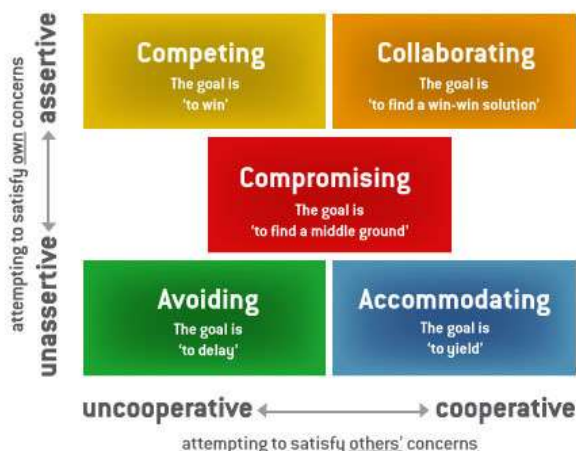 attempting to satisfy own concerns
unassertive
assertive
Competing
The goal is
'to win'
Collaborating
The goal is
'to find a win-win solution'
Compromising
The goal is
'to find a middle ground'
Avoiding
The goal is
'to delay'
Accommodating
The goal is
'to yield'
uncooperative
cooperative
attempting to satisfy others' concerns